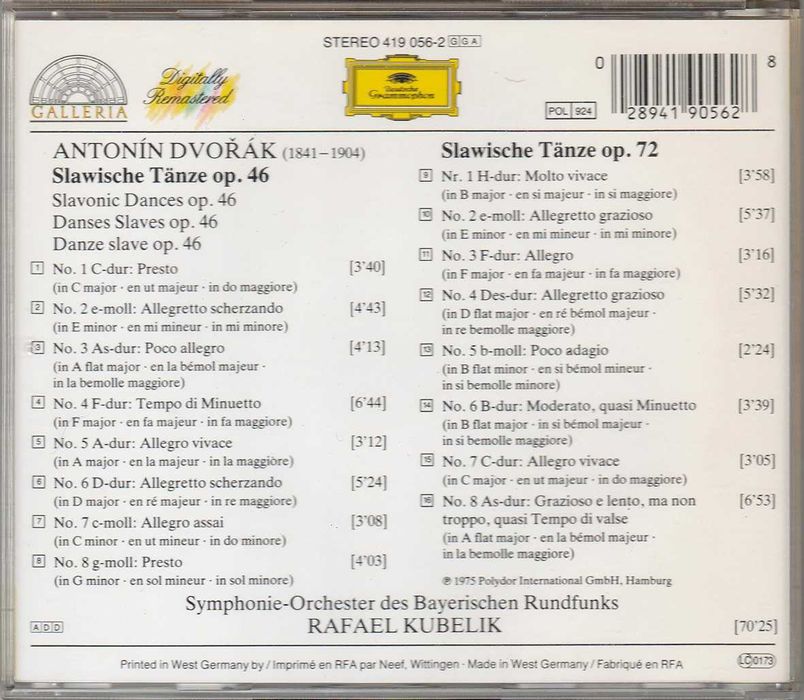 STEREO 419 056-2 GGA
GALLERIA
Digitally
Remastered
Deutsche
Grammophon
POL 924
0 28941 90562 8
ANTONÍN DVOŘÁK (1841–1904)
Slawische Tänze op. 46
Slavonic Dances op. 46
Danses Slaves op. 46
Danze slave op. 46
1 No. 1 C-dur: Presto [3'40]
(in C major · en ut majeur · in do maggiore)
2 No. 2 e-moll: Allegretto scherzando [4'43]
(in E minor · en mi mineur · in mi minore)
3 No. 3 As-dur: Poco allegro [4'13]
(in A flat major · en la bémol majeur ·
in la bemolle maggiore)
4 No. 4 F-dur: Tempo di Minuetto [6'44]
(in F major · en fa majeur · in fa maggiore)
5 No. 5 A-dur: Allegro vivace [3'12]
(in A major · en la majeur · in la maggiore)
6 No. 6 D-dur: Allegretto scherzando [5'24]
(in D major · en ré majeur · in re maggiore)
7 No. 7 c-moll: Allegro assai [3'08]
(in C minor · en ut mineur · in do minore)
8 No. 8 g-moll: Presto [4'03]
(in G minor · en sol mineur · in sol minore)
Slawische Tänze op. 72
9 Nr. 1 H-dur: Molto vivace [3'58]
(in B major · en si majeur · in si maggiore)
10 No. 2 e-moll: Allegretto grazioso [5'37]
(in E minor · en mi mineur · in mi minore)
11 No. 3 F-dur: Allegro [3'16]
(in F major · en fa majeur · in fa maggiore)
12 No. 4 Des-dur: Allegretto grazioso [5'32]
(in D flat major · en ré bémol majeur ·
in re bemolle maggiore)
13 No. 5 b-moll: Poco adagio [2'24]
(in B flat minor · en si bémol mineur ·
in si bemolle minore)
14 No. 6 B-dur: Moderato, quasi Minuetto [3'39]
(in B flat major · en si bémol majeur ·
in si bemolle maggiore)
15 No. 7 C-dur: Allegro vivace [3'05]
(in C major · en ut majeur · in do maggiore)
16 No. 8 As-dur: Grazioso e lento, ma non [6'53]
troppo, quasi Tempo di valse
(in A flat major · en la bémol majeur ·
in la bemolle maggiore)
℗ 1975 Polydor International GmbH, Hamburg
Symphonie-Orchester des Bayerischen Rundfunks
RAFAEL KUBELIK
ADD
[70'25]
Printed in West Germany by / Imprimé en RFA par Neef, Wittingen · Made in West Germany / Fabriqué en RFA
LC 0173